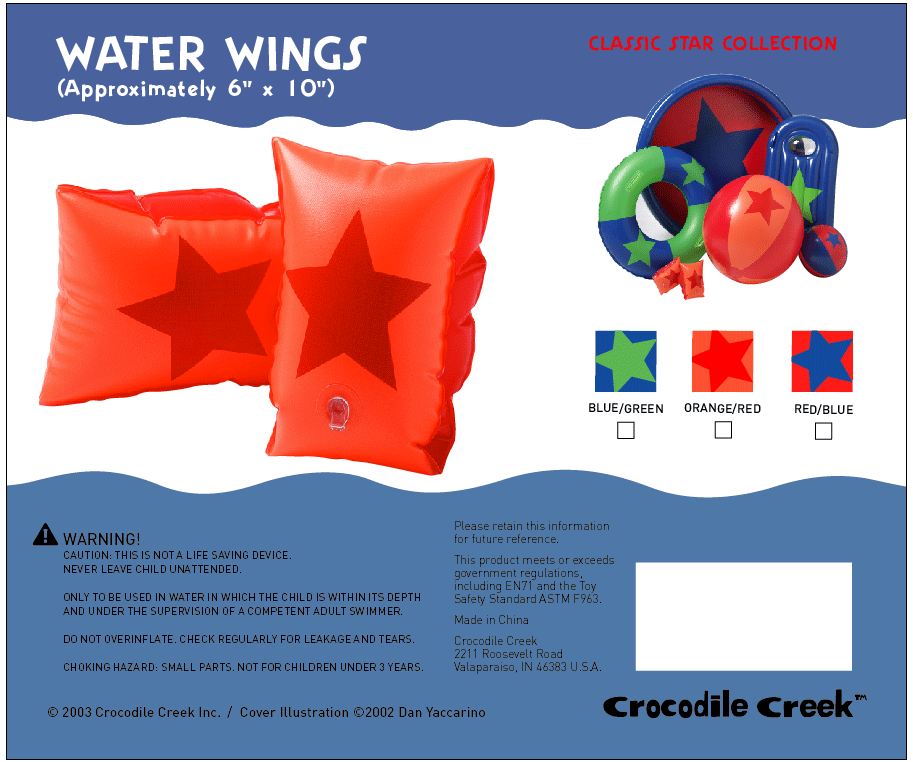 WATER WINGS
(Approximately 6" x 10")
CLASSIC STAR COLLECTION
BLUE/GREEN
ORANGE/RED
RED/BLUE
WARNING!
CAUTION: THIS IS NOT A LIFE SAVING DEVICE.
NEVER LEAVE CHILD UNATTENDED.
ONLY TO BE USED IN WATER IN WHICH THE CHILD IS WITHIN ITS DEPTH
AND UNDER THE SUPERVISION OF A COMPETENT ADULT SWIMMER.
DO NOT OVERINFLATE. CHECK REGULARLY FOR LEAKAGE AND TEARS.
CHOKING HAZARD: SMALL PARTS. NOT FOR CHILDREN UNDER 3 YEARS.
Please retain this information
for future reference.
This product meets or exceeds
government regulations,
including EN71 and the Toy
Safety Standard ASTM F963.
Made in China
Crocodile Creek
2211 Roosevelt Road
Valaparaiso, IN 46383 U.S.A.
© 2003 Crocodile Creek Inc. / Cover Illustration ©2002 Dan Yaccarino
Crocodile Creek™